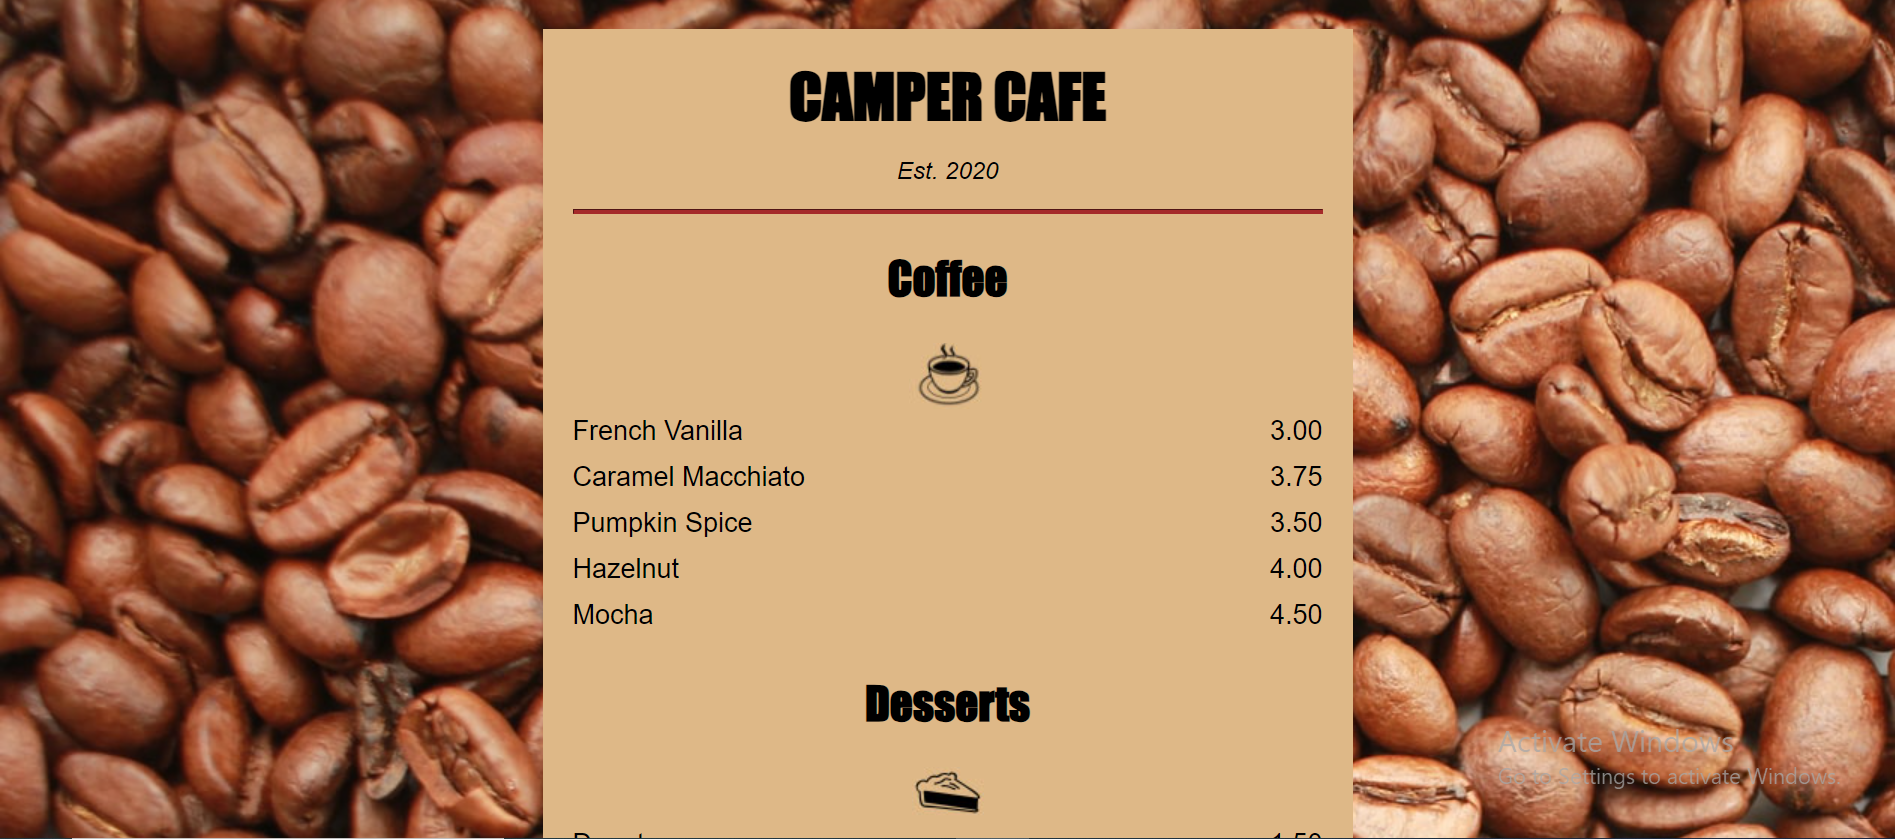 CAMPER CAFE
Est. 2020
Coffee
French Vanilla 3.00
Caramel Macchiato 3.75
Pumpkin Spice 3.50
Hazelnut 4.00
Mocha 4.50
Desserts
Activate Windows
Go to Settings to activate Windows.